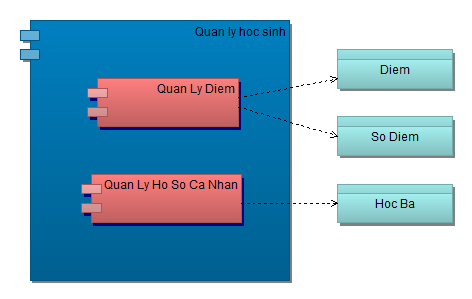 Quan ly hoc sinh
Quan Ly Diem
Diem
So Diem
Quan Ly Ho So Ca Nhan
Hoc Ba